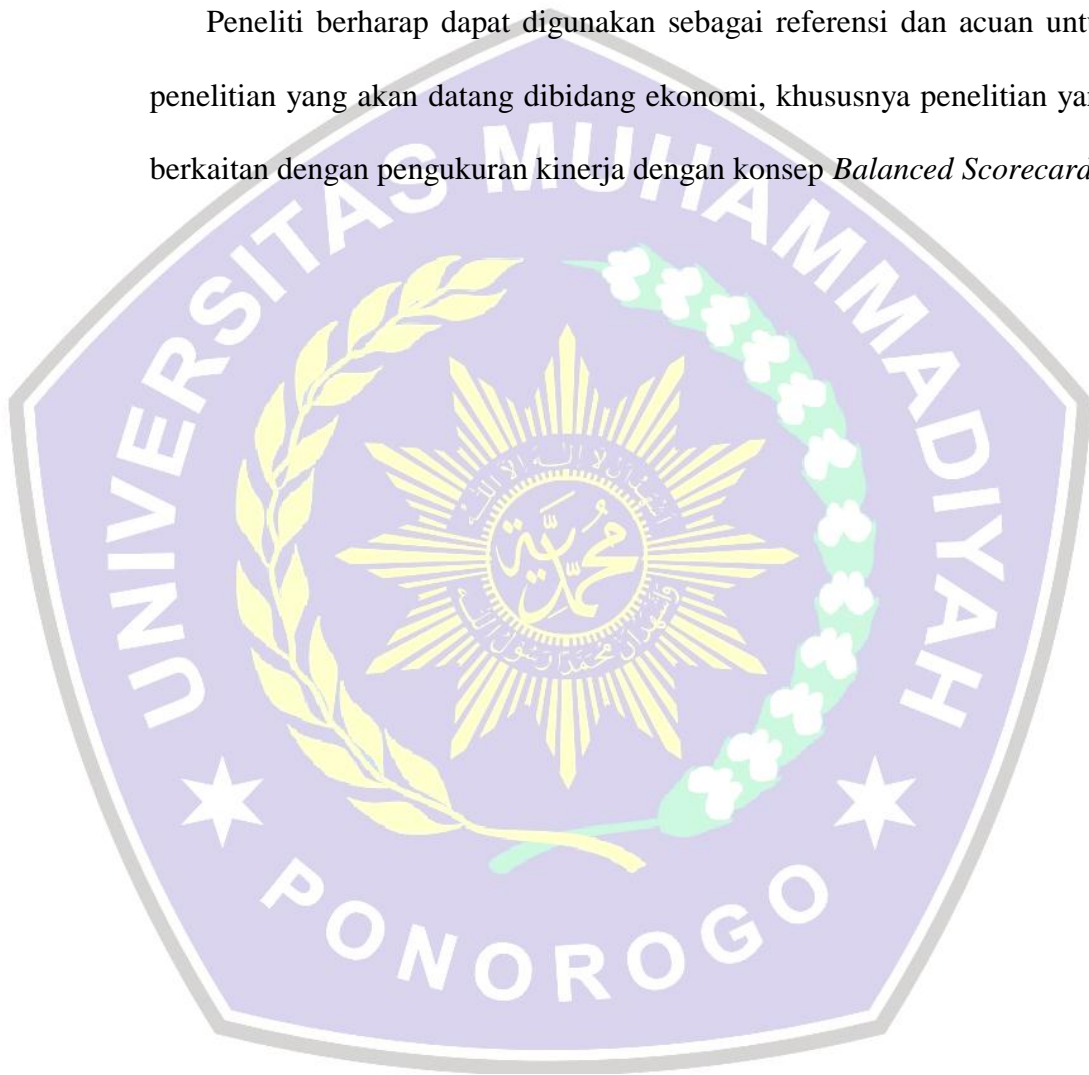 Peneliti berharap dapat digunakan sebagai referensi dan acuan unt
penelitian yang akan datang dibidang ekonomi, khususnya penelitian ya
berkaitan dengan pengukuran kinerja dengan konsep Balanced Scorecard
UNIVERSITAS MUHAMMADIYAH
محمدية
PONOROGO